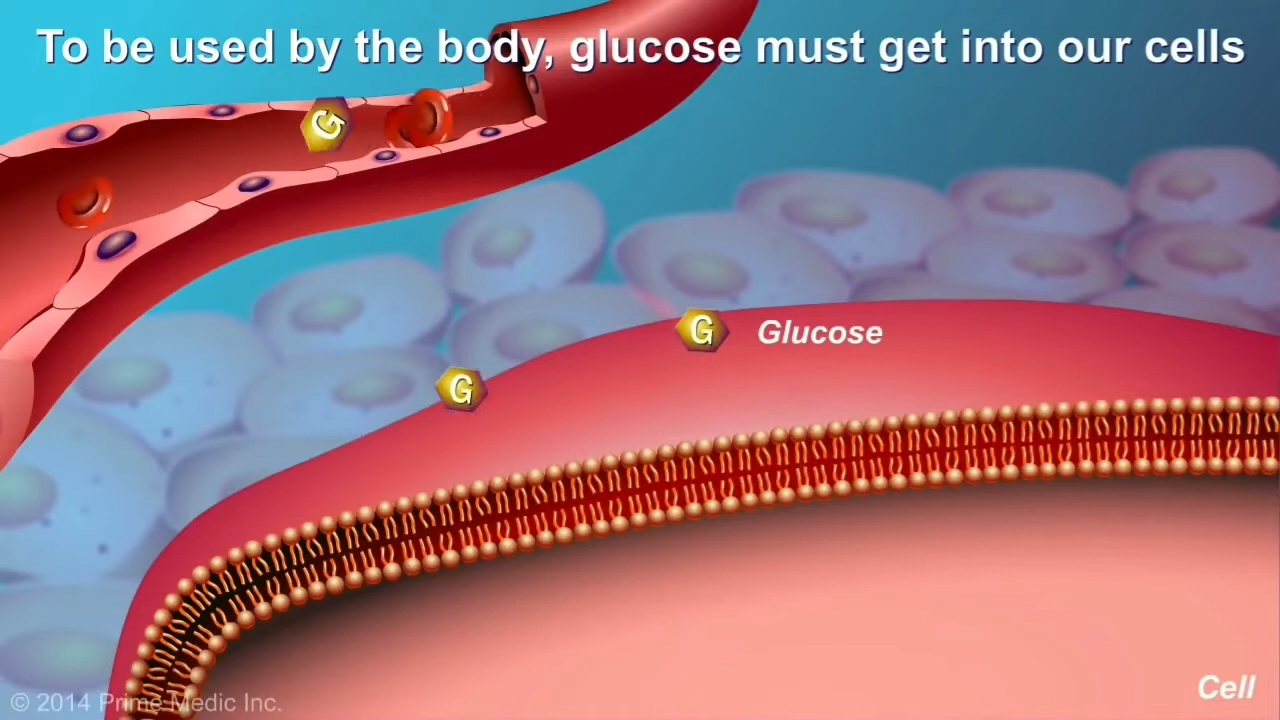 To be used by the body, glucose must get into our cells
G
G
Glucose
G
Cell
© 2014 Prime Medic Inc.